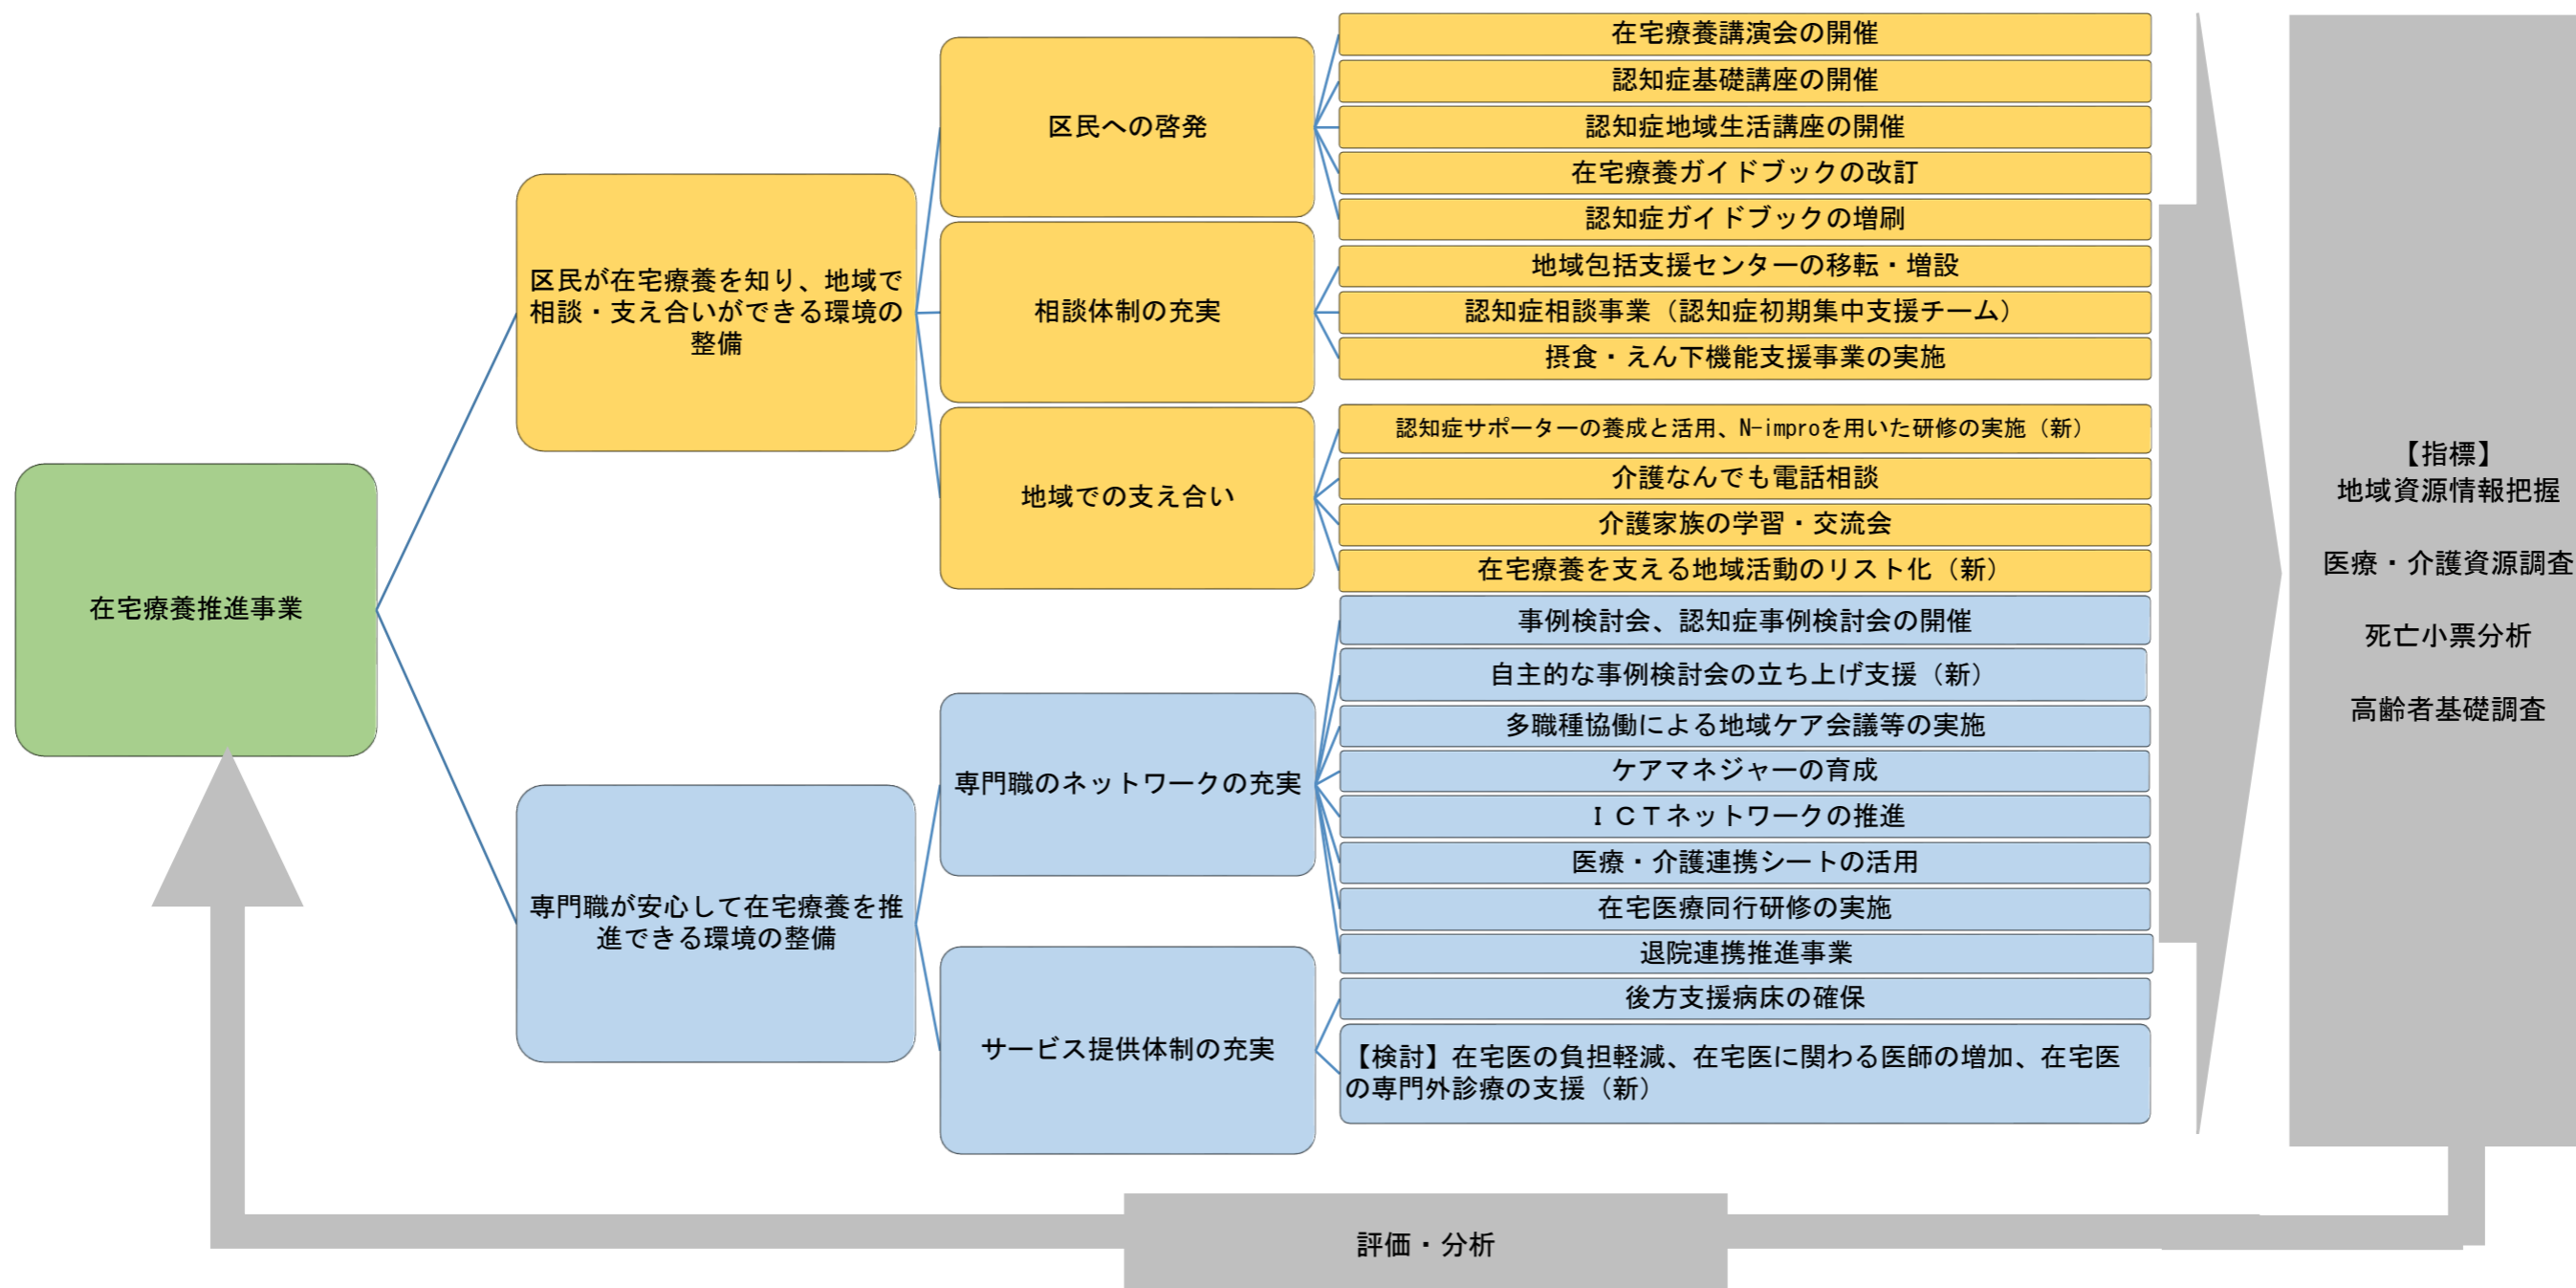 在宅療養推進事業
区民が在宅療養を知り、地域で
相談・支え合いができる環境の
整備
専門職が安心して在宅療養を推
進できる環境の整備
区民への啓発
相談体制の充実
地域での支え合い
専門職のネットワークの充実
サービス提供体制の充実
在宅療養講演会の開催
認知症基礎講座の開催
認知症地域生活講座の開催
在宅療養ガイドブックの改訂
認知症ガイドブックの増刷
地域包括支援センターの移転・増設
認知症相談事業（認知症初期集中支援チーム）
摂食・えん下機能支援事業の実施
認知症サポーターの養成と活用、N-improを用いた研修の実施（新）
介護なんでも電話相談
介護家族の学習・交流会
在宅療養を支える地域活動のリスト化（新）
事例検討会、認知症事例検討会の開催
自主的な事例検討会の立ち上げ支援（新）
多職種協働による地域ケア会議等の実施
ケアマネジャーの育成
ＩＣＴネットワークの推進
医療・介護連携シートの活用
在宅医療同行研修の実施
退院連携推進事業
後方支援病床の確保
【検討】在宅医の負担軽減、在宅医に関わる医師の増加、在宅医
の専門外診療の支援（新）
【指標】
地域資源情報把握
医療・介護資源調査
死亡小票分析
高齢者基礎調査
評価・分析